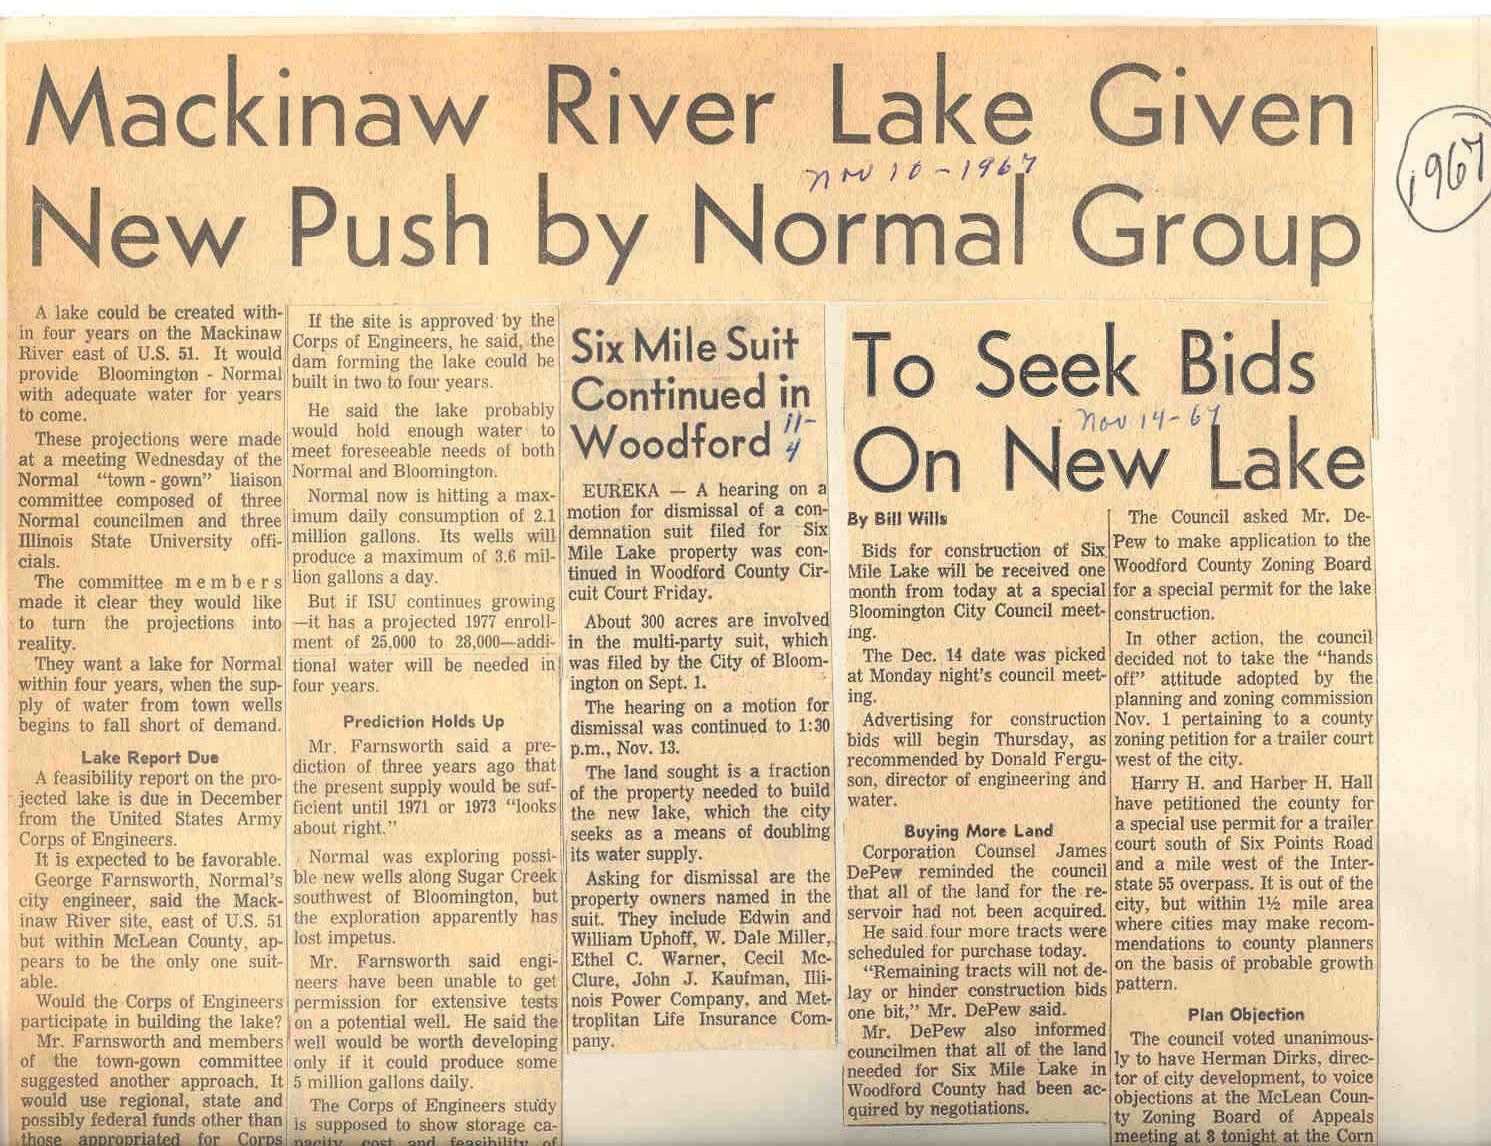 Mackinaw River Lake Given
New Push by Normal Group
Nov 10-1967
1967
A lake could be created with-
in four years on the Mackinaw
River east of U.S. 51. It would
provide Bloomington - Normal
with adequate water for years
to come.
These projections were made
at a meeting Wednesday of the
Normal "town - gown" liaison
committee composed of three
Normal councilmen and three
Illinois State University offi-
cials.
The committee members
made it clear they would like
to turn the projections into
reality.
They want a lake for Normal
within four years, when the sup-
ply of water from town wells
begins to fall short of demand.
Lake Report Due
A feasibility report on the pro-
jected lake is due in December
from the United States Army
Corps of Engineers.
It is expected to be favorable.
George Farnsworth, Normal's
city engineer, said the Mack-
inaw River site, east of U.S. 51
but within McLean County, ap-
pears to be the only one suit-
able.
Would the Corps of Engineers
participate in building the lake?
Mr. Farnsworth and members
of the town-gown committee
suggested another approach. It
would use regional, state and
possibly federal funds other than
those appropriated for Corps
If the site is approved by the
Corps of Engineers, he said, the
dam forming the lake could be
built in two to four years.
He said the lake probably
would hold enough water to
meet foreseeable needs of both
Normal and Bloomington.
Normal now is hitting a max-
imum daily consumption of 2.1
million gallons. Its wells will
produce a maximum of 3.6 mil-
lion gallons a day.
But if ISU continues growing
—it has a projected 1977 enroll-
ment of 25,000 to 28,000—addi-
tional water will be needed in
four years.
Prediction Holds Up
Mr. Farnsworth said a pre-
diction of three years ago that
the present supply would be suf-
ficient until 1971 or 1973 "looks
about right."
Normal was exploring possi-
ble new wells along Sugar Creek
southwest of Bloomington, but
the exploration apparently has
lost impetus.
Mr. Farnsworth said engi-
neers have been unable to get
permission for extensive tests
on a potential well. He said the
well would be worth developing
only if it could produce some
5 million gallons daily.
The Corps of Engineers study
is supposed to show storage ca-
pacity, cost and feasibility of
Six Mile Suit
Continued in
Woodford
11-
4
EUREKA — A hearing on a
motion for dismissal of a con-
demnation suit filed for Six
Mile Lake property was con-
tinued in Woodford County Cir-
cuit Court Friday.
About 300 acres are involved
in the multi-party suit, which
was filed by the City of Bloom-
ington on Sept. 1.
The hearing on a motion for
dismissal was continued to 1:30
p.m., Nov. 13.
The land sought is a fraction
of the property needed to build
the new lake, which the city
seeks as a means of doubling
its water supply.
Asking for dismissal are the
property owners named in the
suit. They include Edwin and
William Uphoff, W. Dale Miller,
Ethel C. Warner, Cecil Mc-
Clure, John J. Kaufman, Illi-
nois Power Company, and Met-
troplitan Life Insurance Com-
pany.
To Seek Bids
Nov 14-67
On New Lake
By Bill Wills
Bids for construction of Six
Mile Lake will be received one
month from today at a special
Bloomington City Council meet-
ing.
The Dec. 14 date was picked
at Monday night's council meet-
ing.
Advertising for construction
bids will begin Thursday, as
recommended by Donald Fergu-
son, director of engineering and
water.
Buying More Land
Corporation Counsel James
DePew reminded the council
that all of the land for the re-
servoir had not been acquired.
He said four more tracts were
scheduled for purchase today.
"Remaining tracts will not de-
lay or hinder construction bids
one bit," Mr. DePew said.
Mr. DePew also informed
councilmen that all of the land
needed for Six Mile Lake in
Woodford County had been ac-
quired by negotiations.
The Council asked Mr. De-
Pew to make application to the
Woodford County Zoning Board
for a special permit for the lake
construction.
In other action, the council
decided not to take the "hands
off" attitude adopted by the
planning and zoning commission
Nov. 1 pertaining to a county
zoning petition for a trailer court
west of the city.
Harry H. and Harber H. Hall
have petitioned the county for
a special use permit for a trailer
court south of Six Points Road
and a mile west of the Inter-
state 55 overpass. It is out of the
city, but within 1½ mile area
where cities may make recom-
mendations to county planners
on the basis of probable growth
pattern.
Plan Objection
The council voted unanimous-
ly to have Herman Dirks, direc-
tor of city development, to voice
objections at the McLean Coun-
ty Zoning Board of Appeals
meeting at 8 tonight at the Corn